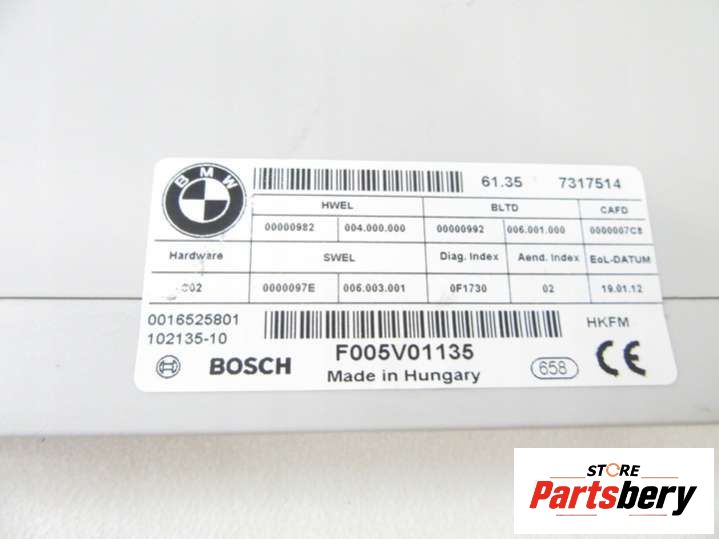 BMW
61.35 7317514
HWEL BLTD CAFD
00000982 004.000.000 00000992 006.001.000 0000007C8
Hardware SWEL Diag. Index Aend. Index EoL-DATUM
0000097E 006.003.001 0F1730 02 19.01.12
0016525801
102135-10
HKFM
BOSCH F005V01135
Made in Hungary
658
CE
STORE
Partsbery